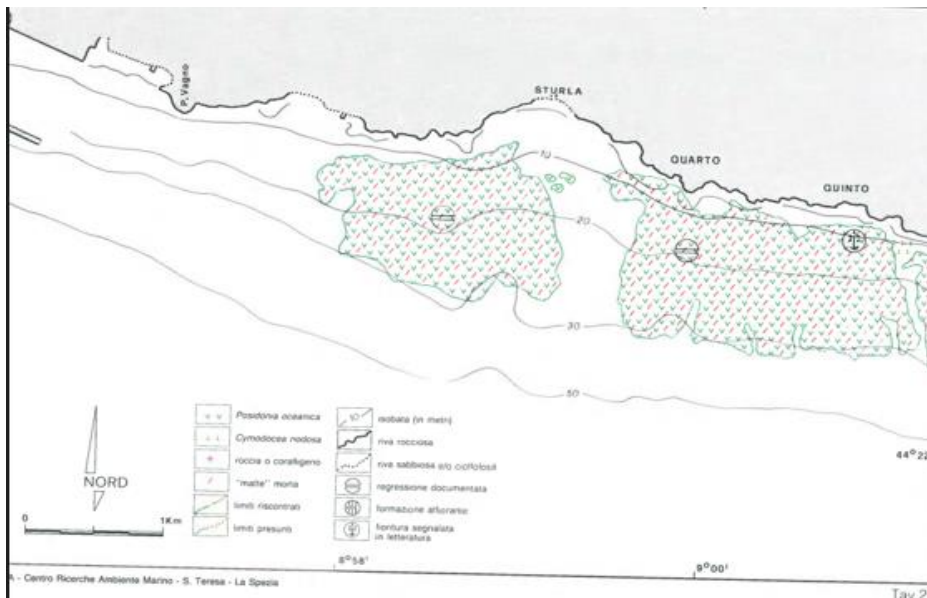 P. Vagno
STURLA
QUARTO
QUINTO
10
20
30
50
NORD
0 1Km
Posidonia oceanica
Cymodocea nodosa
roccia o coralligeno
"matte" morta
limiti riscontrati
limiti presunti
isobata (in metri)
riva rocciosa
riva sabbiosa e/o ciottolosa
regressione documentata
formazione affiorante
fioritura segnalata
in letteratura
44°22
8°58'
9°00'
A - Centro Ricerche Ambiente Marino - S. Terese - La Spezia
Tav 2